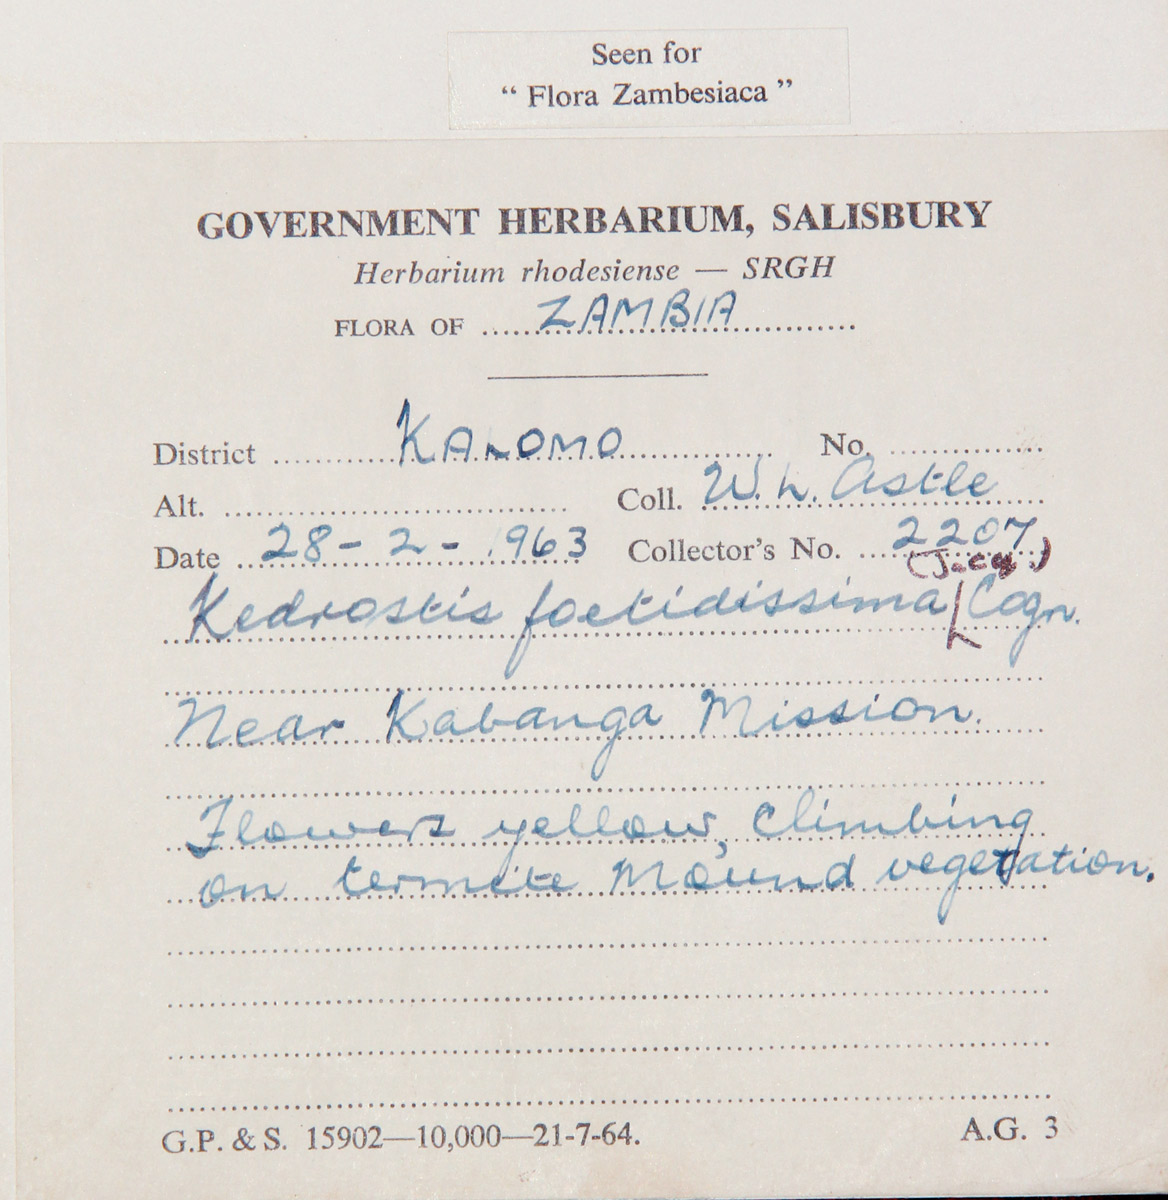 Seen for
“ Flora Zambesiaca ”
GOVERNMENT HERBARIUM, SALISBURY
Herbarium rhodesiense — SRGH
FLORA OF ZAMBIA
District KALOMO No.
Alt. Coll. W. L. Astle
Date 28-2-1963 Collector's No. 2207
(Jacq.)
Kedrostis foetidissima Cogn.
Near Kabanga Mission.
Flowers yellow, climbing
on termite mound vegetation.
G.P. & S. 15902—10,000—21-7-64. A.G. 3